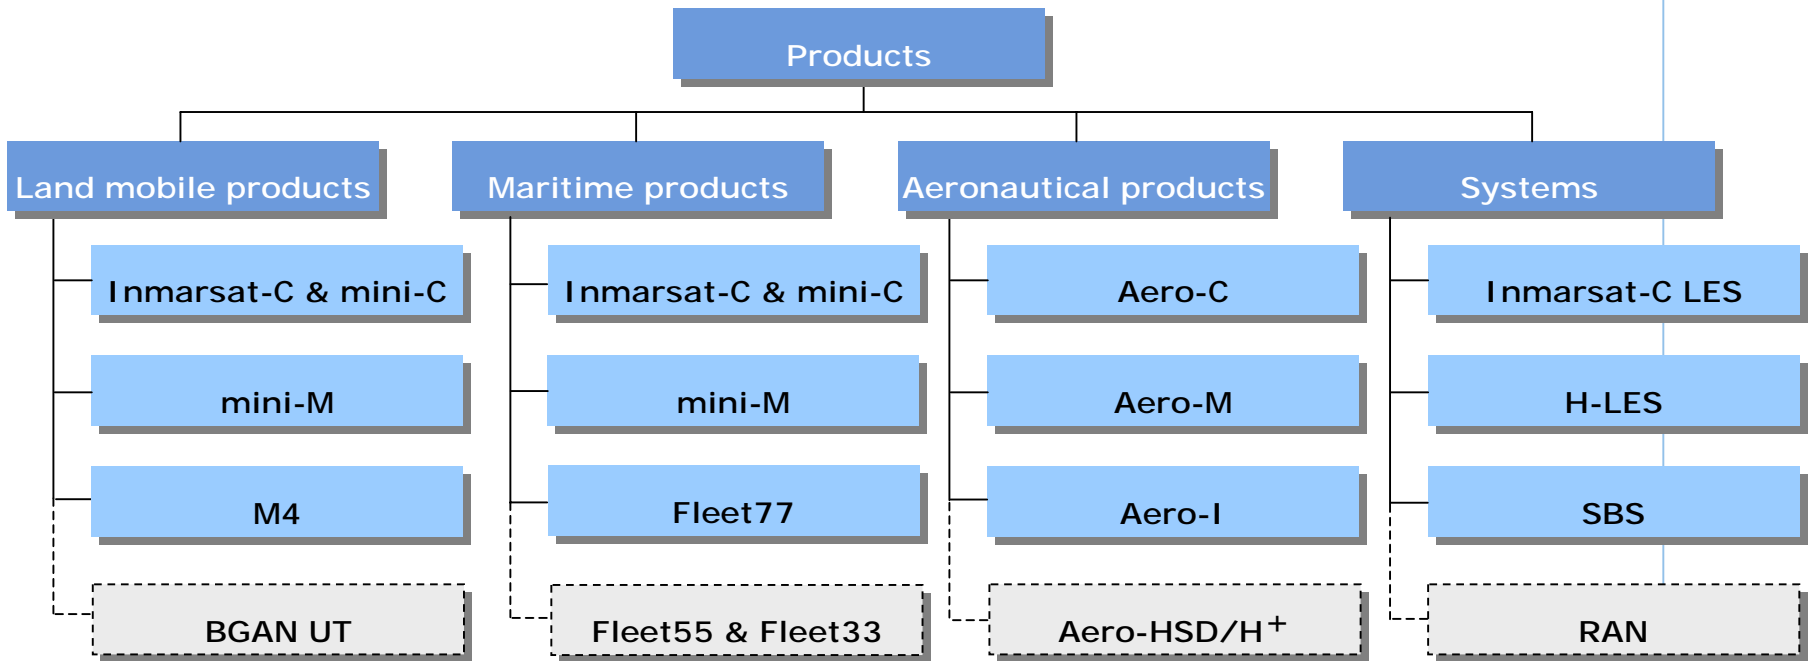 Products
Land mobile products
Maritime products
Aeronautical products
Systems
Inmarsat-C & mini-C
Inmarsat-C & mini-C
Aero-C
Inmarsat-C LES
mini-M
mini-M
Aero-M
H-LES
M4
Fleet77
Aero-I
SBS
BGAN UT
Fleet55 & Fleet33
Aero-HSD/H+
RAN